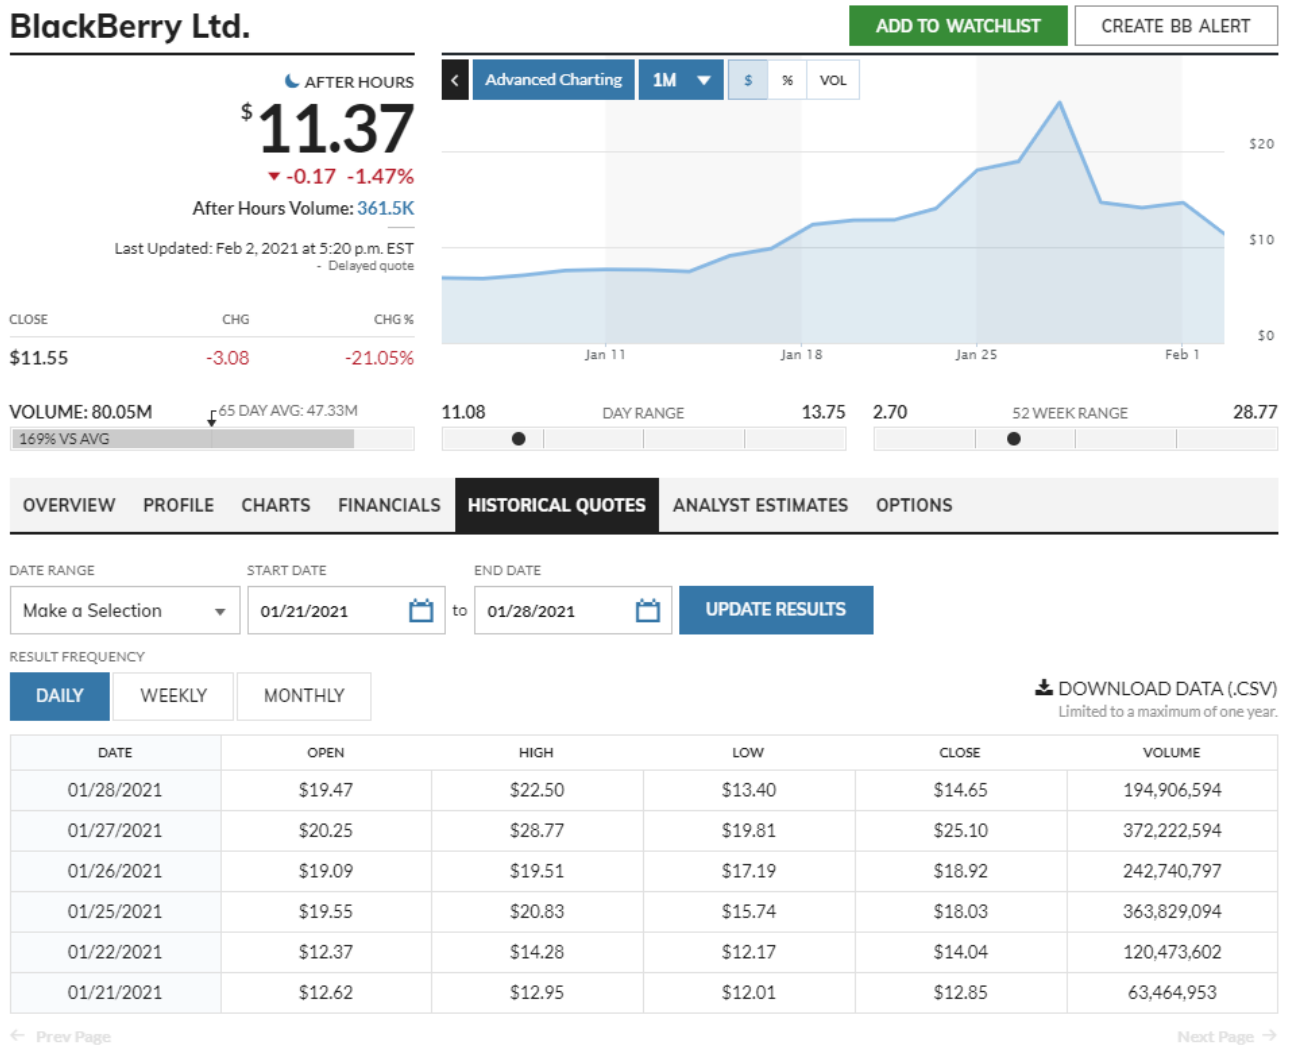 BlackBerry Ltd.
ADD TO WATCHLIST
CREATE BB ALERT
AFTER HOURS
$11.37
-0.17 -1.47%
After Hours Volume: 361.5K
Last Updated: Feb 2, 2021 at 5:20 p.m. EST
- Delayed quote
CLOSE CHG CHG %
$11.55 -3.08 -21.05%
Advanced Charting 1M $ % VOL
$20
$10
$0
Jan 11 Jan 18 Jan 25 Feb 1
VOLUME: 80.05M 65 DAY AVG: 47.33M
169% VS AVG
11.08 DAY RANGE 13.75
2.70 52 WEEK RANGE 28.77
OVERVIEW PROFILE CHARTS FINANCIALS HISTORICAL QUOTES ANALYST ESTIMATES OPTIONS
DATE RANGE START DATE END DATE
Make a Selection 01/21/2021 to 01/28/2021 UPDATE RESULTS
RESULT FREQUENCY
DAILY WEEKLY MONTHLY
DOWNLOAD DATA (.CSV)
Limited to a maximum of one year.
DATE OPEN HIGH LOW CLOSE VOLUME
01/28/2021 $19.47 $22.50 $13.40 $14.65 194,906,594
01/27/2021 $20.25 $28.77 $19.81 $25.10 372,222,594
01/26/2021 $19.09 $19.51 $17.19 $18.92 242,740,797
01/25/2021 $19.55 $20.83 $15.74 $18.03 363,829,094
01/22/2021 $12.37 $14.28 $12.17 $14.04 120,473,602
01/21/2021 $12.62 $12.95 $12.01 $12.85 63,464,953
Prev Page Next Page